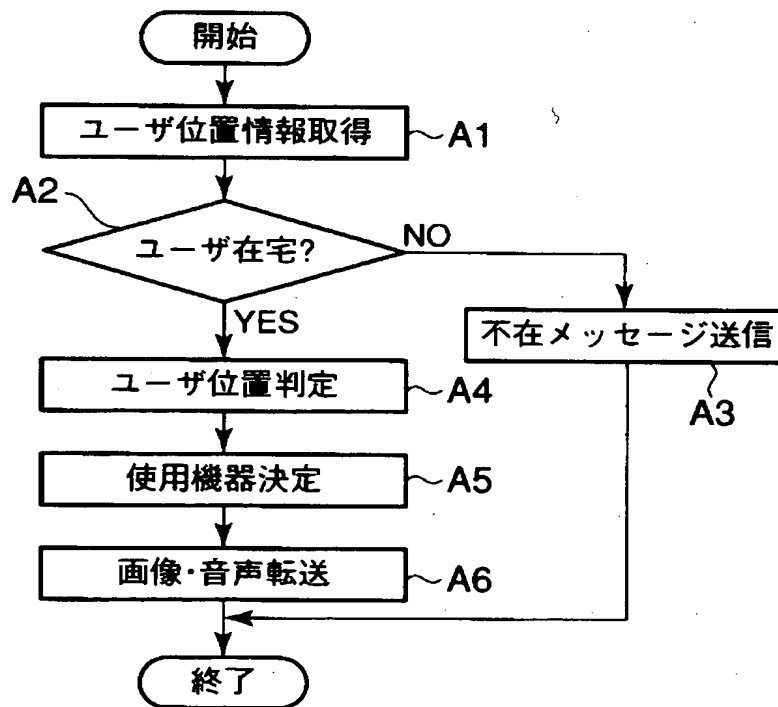 開始
ユーザ位置情報取得
A1
A2
ユーザ在宅?
NO
YES
不在メッセージ送信
A3
ユーザ位置判定
A4
使用機器決定
A5
画像・音声転送
A6
終了